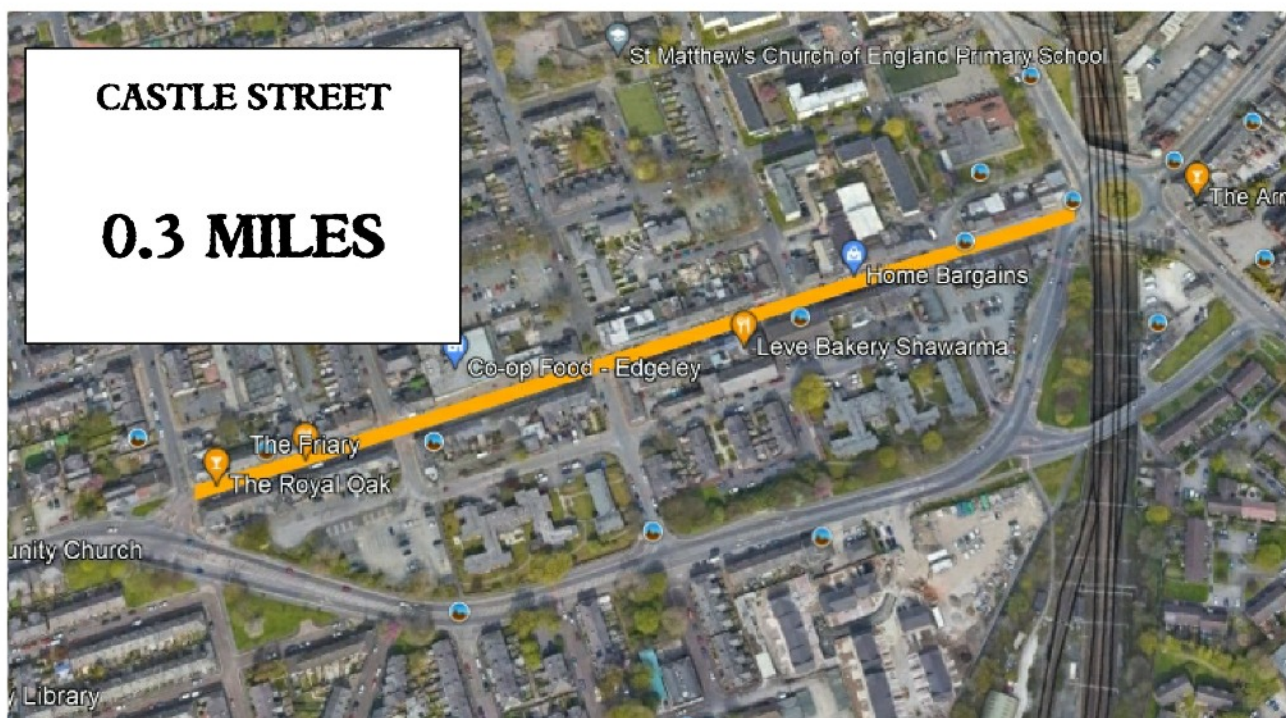 CASTLE STREET
0.3 MILES
St Matthew's Church of England Primary School
The Arm
Home Bargains
Leve Bakery Shawarma
Co-op Food - Edgeley
The Friary
The Royal Oak
unity Church
y Library